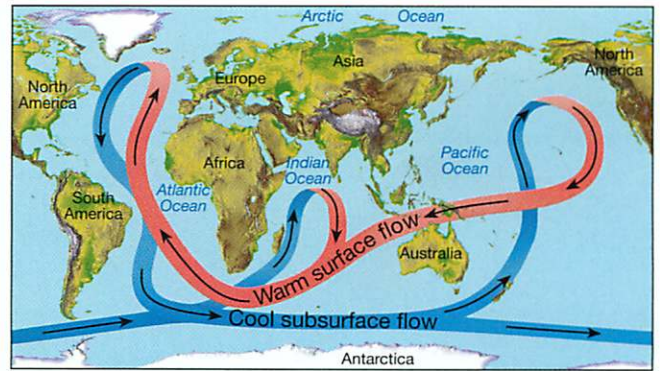 Arctic Ocean
North
America
Europe
Asia
North
America
Africa
Indian
Ocean
Pacific
Ocean
South
America
Atlantic
Ocean
Australia
Warm surface flow
Cool subsurface flow
Antarctica